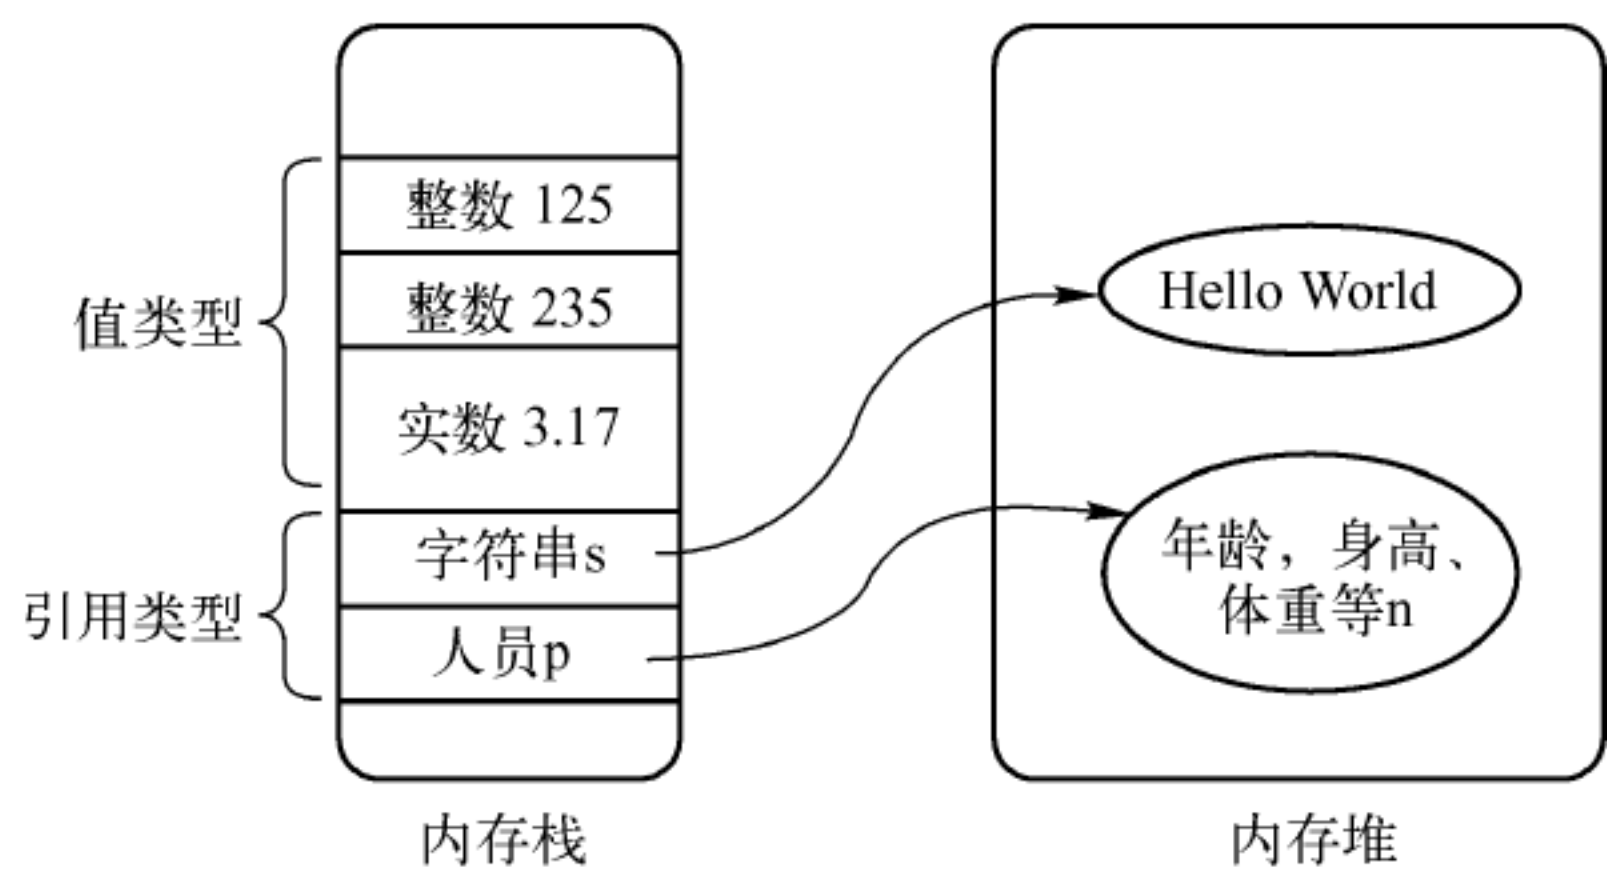 值类型
整数 125
整数 235
实数 3.17
引用类型
字符串s
人员p
内存栈
Hello World
年龄，身高、
体重等n
内存堆